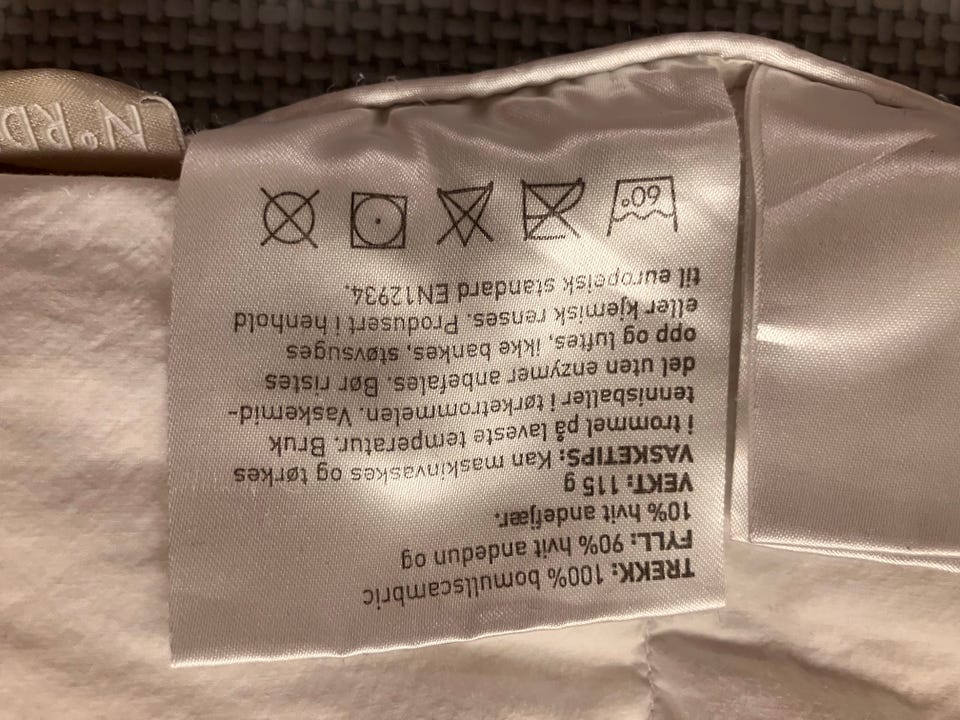 TREKK: 100% bomullscambric
FYLL: 90% hvit andedun og
10% hvit andefjær.
VEKT: 115 g
VASKETIPS: Kan maskinvaskes og tørkes
i trommel på laveste temperatur. Bruk
tennisballer i tørketrommelen. Vaskemid-
del uten enzymer anbefales. Bør ristes
opp og luftes, ikke bankes, støvsuges
eller kjemisk renses. Produsert i henhold
til europeisk standard EN12934.
60°
N°RD